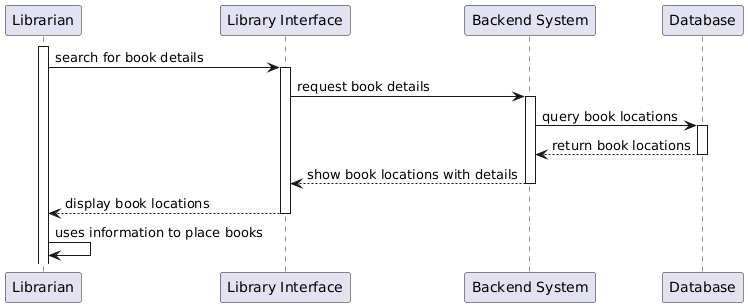 Librarian
Library Interface
Backend System
Database
search for book details
request book details
query book locations
return book locations
show book locations with details
display book locations
uses information to place books
Librarian
Library Interface
Backend System
Database